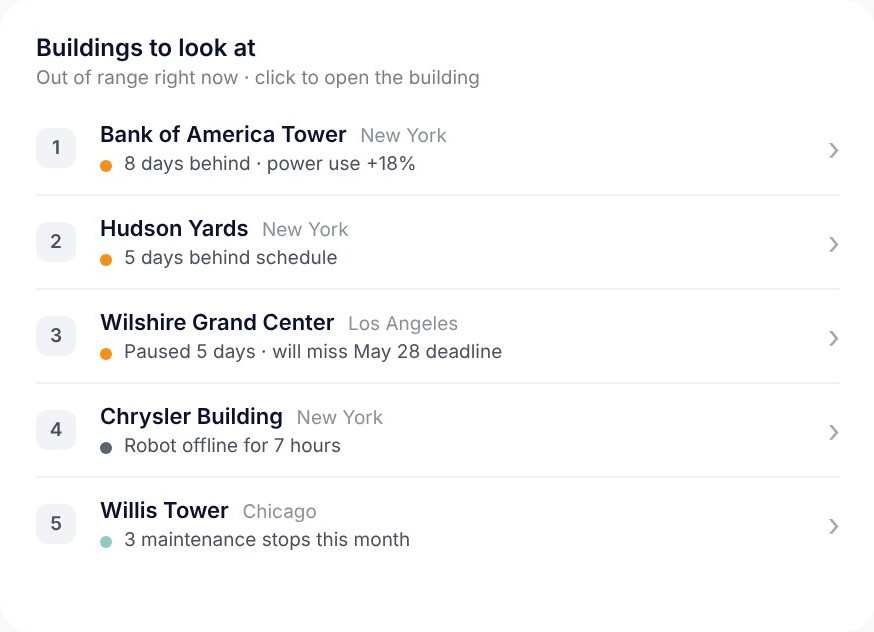 Buildings to look at
Out of range right now · click to open the building
1
Bank of America Tower New York
8 days behind · power use +18%
2
Hudson Yards New York
5 days behind schedule
3
Wilshire Grand Center Los Angeles
Paused 5 days · will miss May 28 deadline
4
Chrysler Building New York
Robot offline for 7 hours
5
Willis Tower Chicago
3 maintenance stops this month